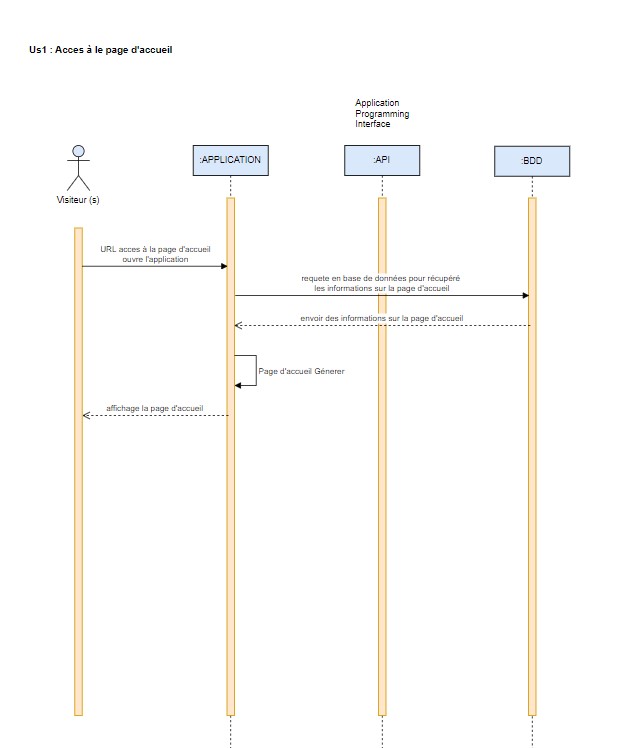 Us1 : Acces à le page d'accueil
Application
Programming
Interface
:APPLICATION
:API
:BDD
Visiteur (s)
URL acces à la page d'accueil
ouvre l'application
requete en base de données pour récupéré
les informations sur la page d'accueil
envoir des informations sur la page d'accueil
Page d'accueil Génerer
affichage la page d'accueil